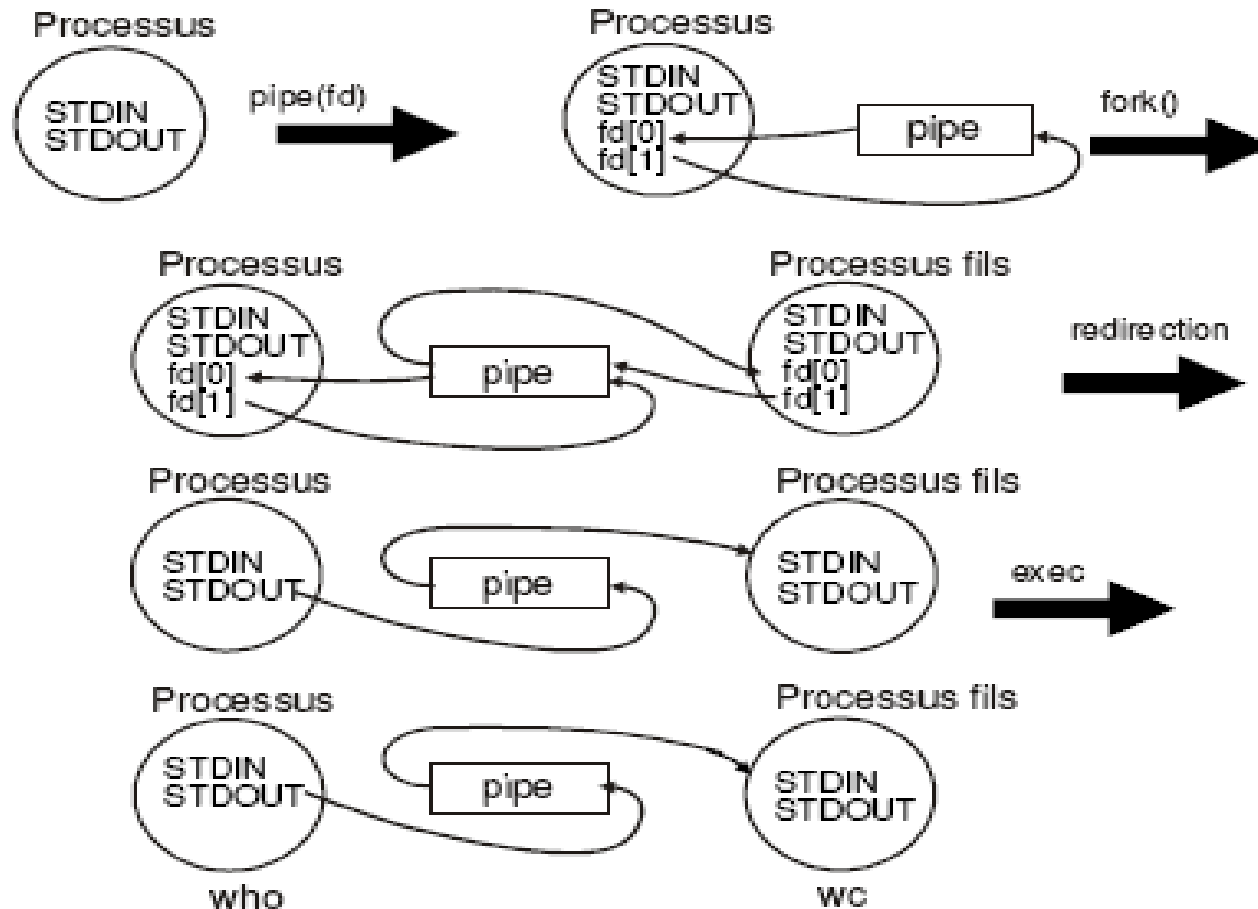 Processus
STDIN
STDOUT
pipe(fd)
Processus
STDIN
STDOUT
fd[0]
fd[1]
pipe
fork()
Processus
STDIN
STDOUT
fd[0]
fd[1]
pipe
Processus fils
STDIN
STDOUT
fd[0]
fd[1]
redirection
Processus
STDIN
STDOUT
pipe
Processus fils
STDIN
STDOUT
exec
Processus
STDIN
STDOUT
who
pipe
Processus fils
STDIN
STDOUT
wc